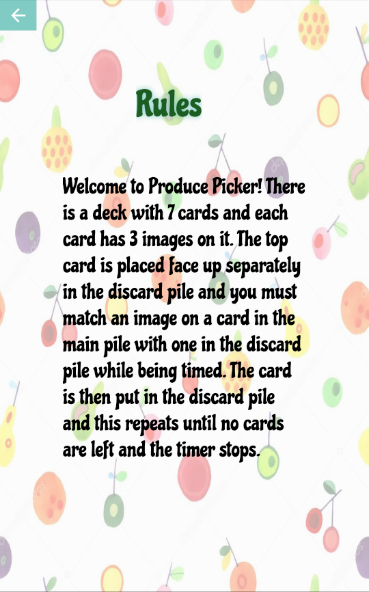 Rules
Welcome to Produce Picker! There
is a deck with 7 cards and each
card has 3 images on it. The top
card is placed face up separately
in the discard pile and you must
match an image on a card in the
main pile with one in the discard
pile while being timed. The card
is then put in the discard pile
and this repeats until no cards
are left and the timer stops.